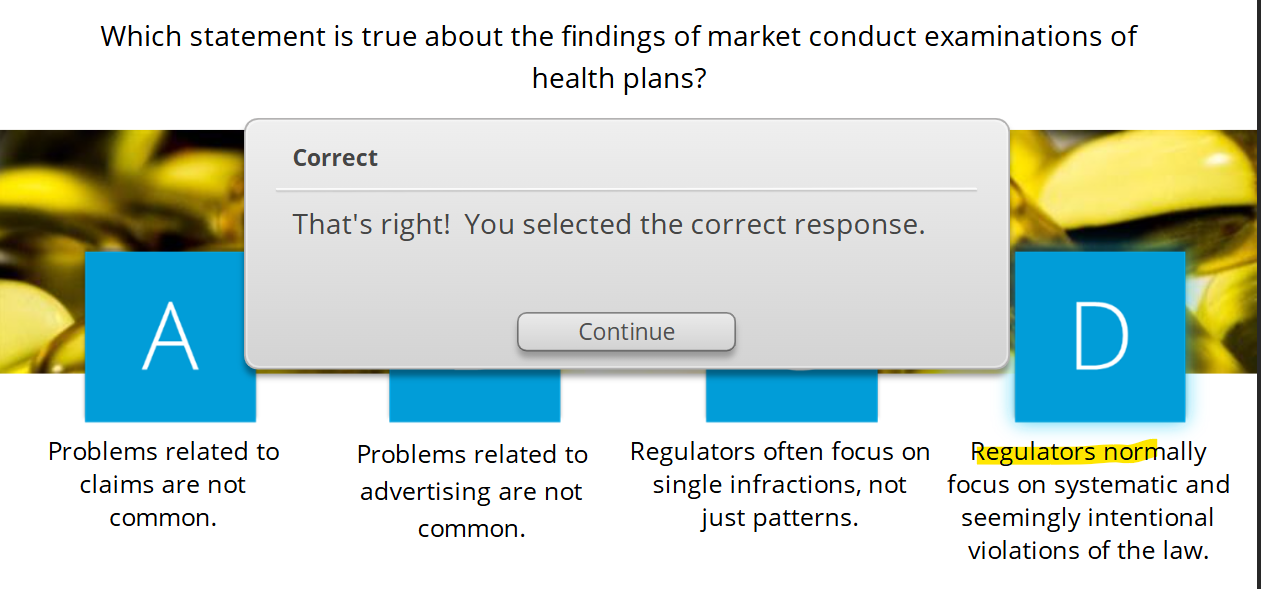 Which statement is true about the findings of market conduct examinations of
health plans?
Correct
That's right!  You selected the correct response.
Continue
A
D
Problems related to
claims are not
common.
Problems related to
advertising are not
common.
Regulators often focus on
single infractions, not
just patterns.
Regulators normally
focus on systematic and
seemingly intentional
violations of the law.